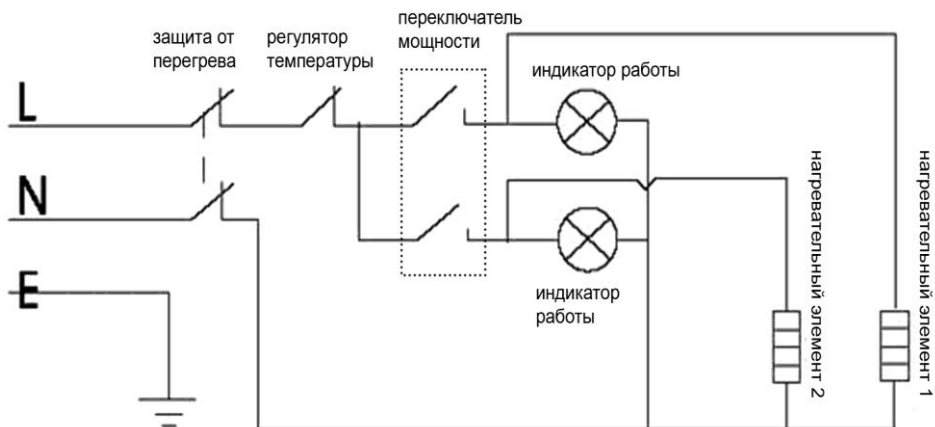 защита от
перегрева
регулятор
температуры
переключатель
мощности
индикатор работы
L
N
E
индикатор
работы
нагревательный элемент 2
нагревательный элемент 1